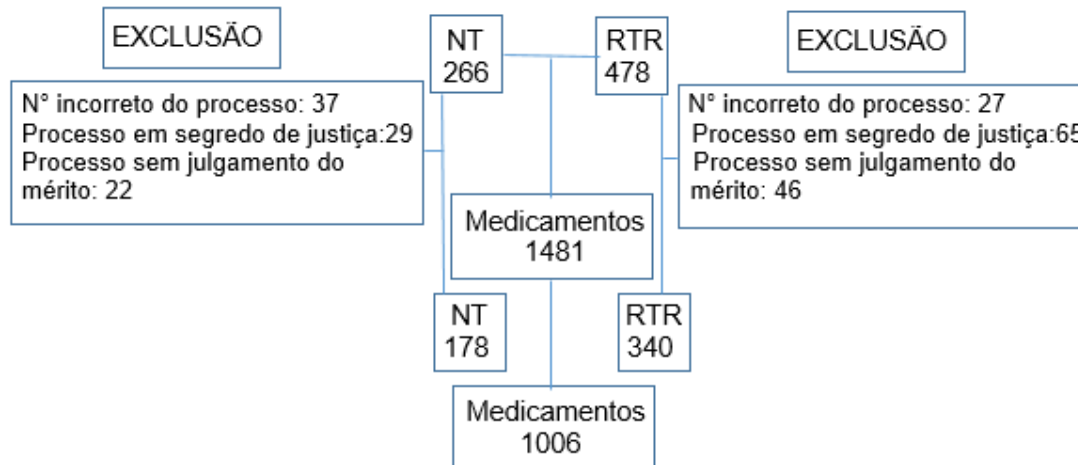 EXCLUSÃO
NT
266
RTR
478
EXCLUSÃO
N° incorreto do processo: 37
Processo em segredo de justiça:29
Processo sem julgamento do
mérito: 22
N° incorreto do processo: 27
Processo em segredo de justiça:65
Processo sem julgamento do
mérito: 46
Medicamentos
1481
NT
178
RTR
340
Medicamentos
1006